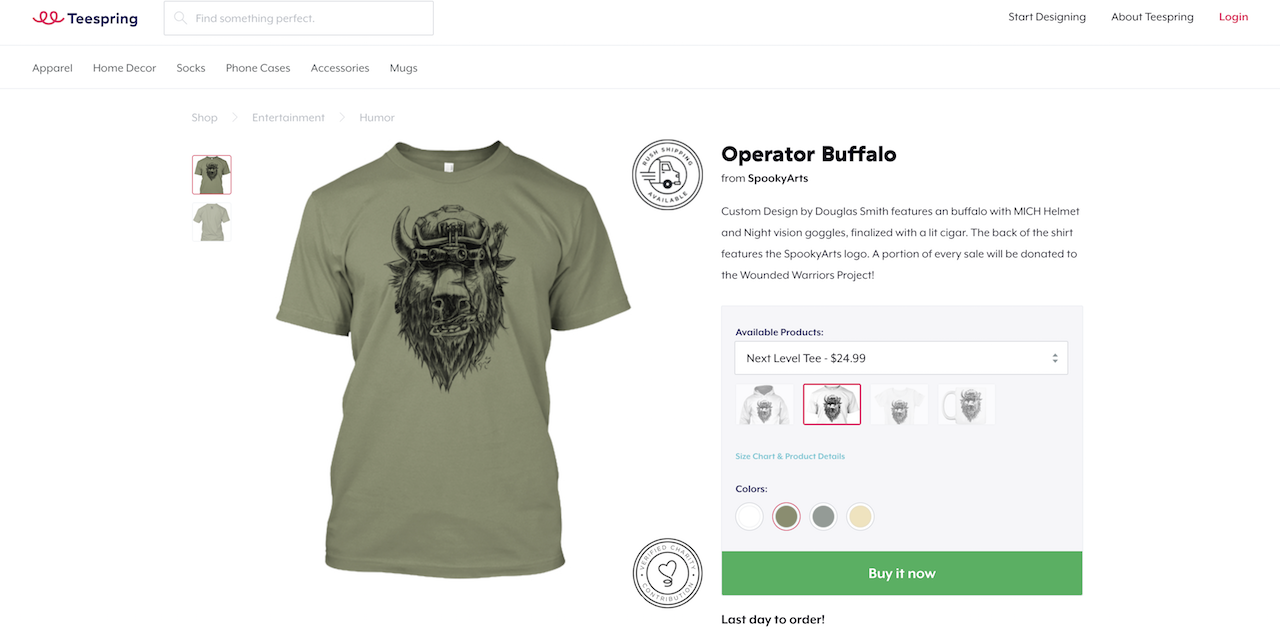 Teespring
Find something perfect.
Start Designing
About Teespring
Login
Apparel
Home Decor
Socks
Phone Cases
Accessories
Mugs
Shop
Entertainment
Humor
RUSH SHIPPING
AVAILABLE
Operator Buffalo
from SpookyArts
Custom Design by Douglas Smith features an buffalo with MICH Helmet
and Night vision goggles, finalized with a lit cigar. The back of the shirt
features the SpookyArts logo. A portion of every sale will be donated to
the Wounded Warriors Project!
Available Products:
Next Level Tee - $24.99
Size Chart & Product Details
Colors:
VERIFIED CHARITY
CONTRIBUTION
Buy it now
Last day to order!